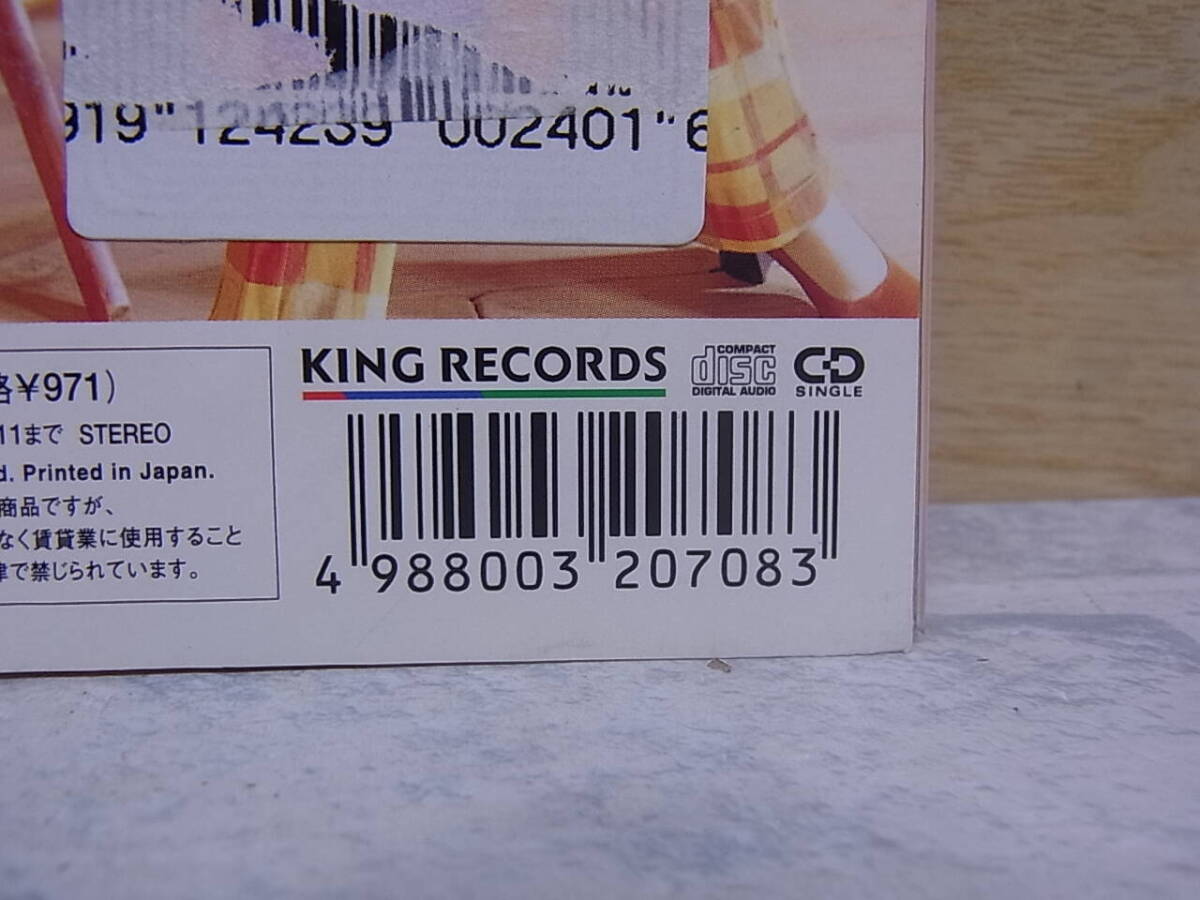 919"124239 002401"6
格¥971)
KING RECORDS
COMPACT
disc
DIGITAL AUDIO
CD
SINGLE
11まで STEREO
d. Printed in Japan.
商品ですが、
なく賃貸業に使用すること
律で禁じられています。
4 988003 207083